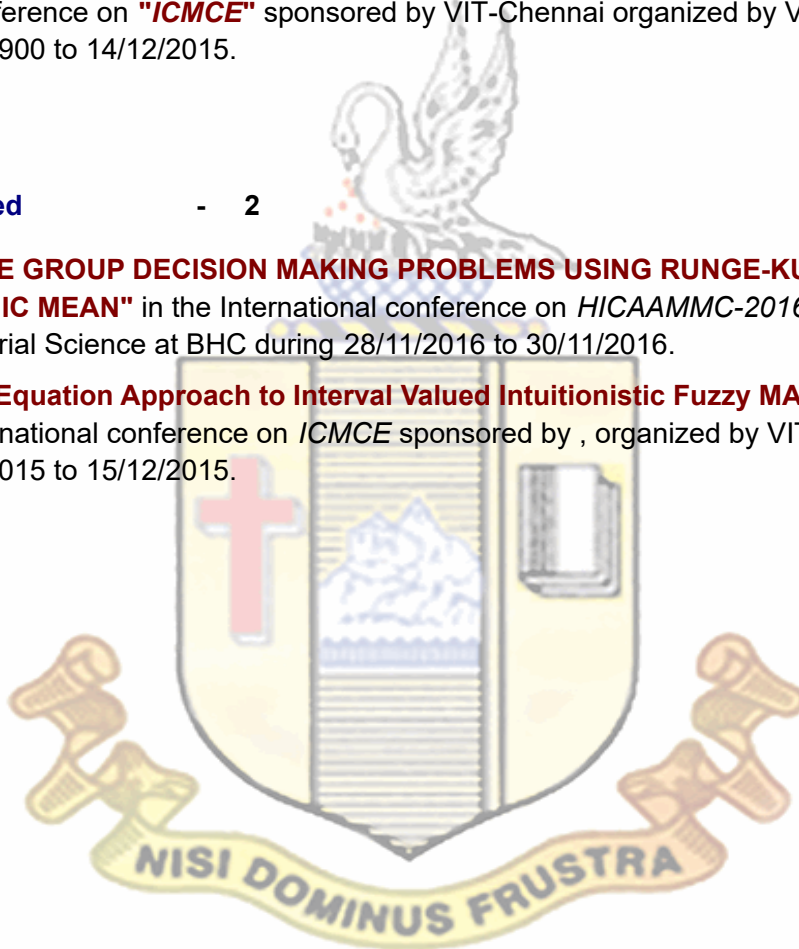 ference on "ICMCE" sponsored by VIT-Chennai organized by V
900 to 14/12/2015.
ed - 2
E GROUP DECISION MAKING PROBLEMS USING RUNGE-KU
IC MEAN" in the International conference on HICAAMMC-2016
rial Science at BHC during 28/11/2016 to 30/11/2016.
Equation Approach to Interval Valued Intuitionistic Fuzzy MA
national conference on ICMCE sponsored by , organized by VIT
015 to 15/12/2015.
NISI DOMINUS FRUSTRA